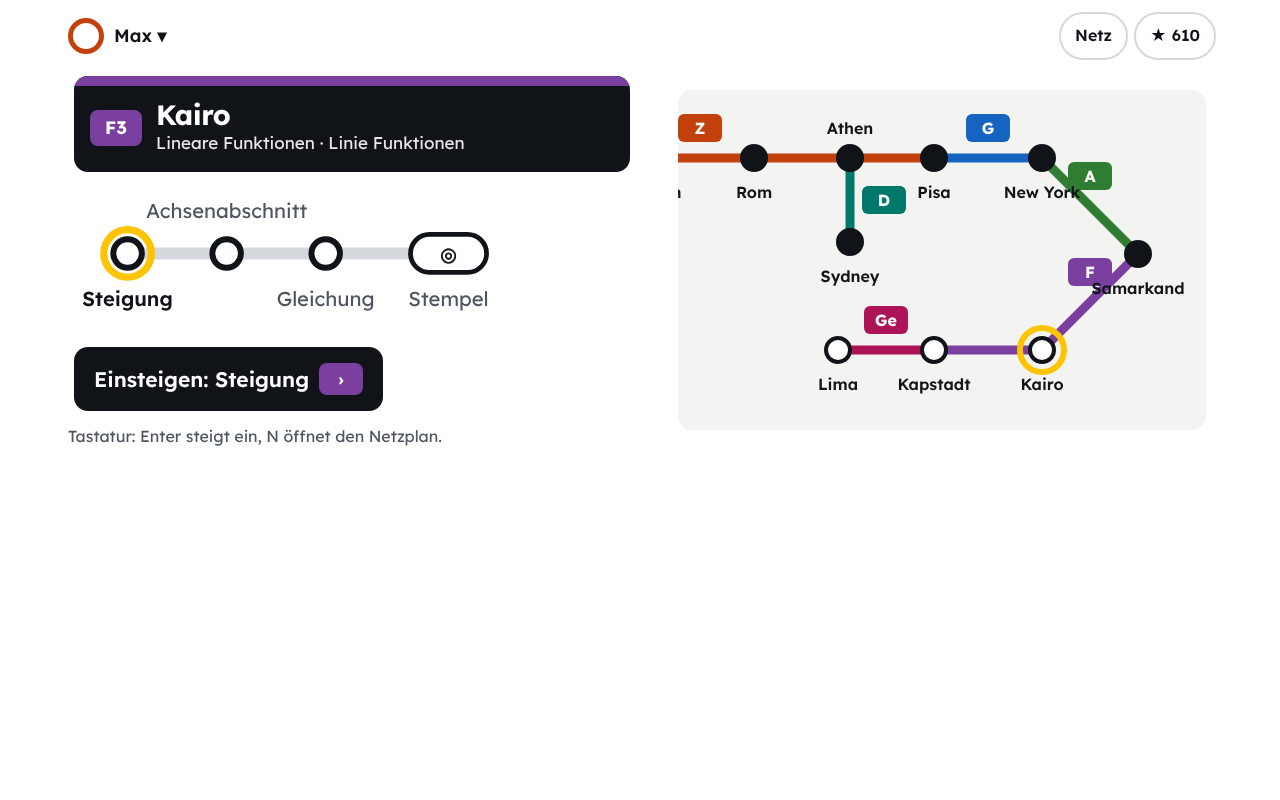 Max ▾
Netz
★ 610
F3
Kairo
Lineare Funktionen · Linie Funktionen
Achsenabschnitt
◎
Steigung
Gleichung
Stempel
Einsteigen: Steigung ›
Tastatur: Enter steigt ein, N öffnet den Netzplan.
Z
Athen
G
A
n
Rom
D
Pisa
New York
F
Sydney
Samarkand
Ge
Lima
Kapstadt
Kairo